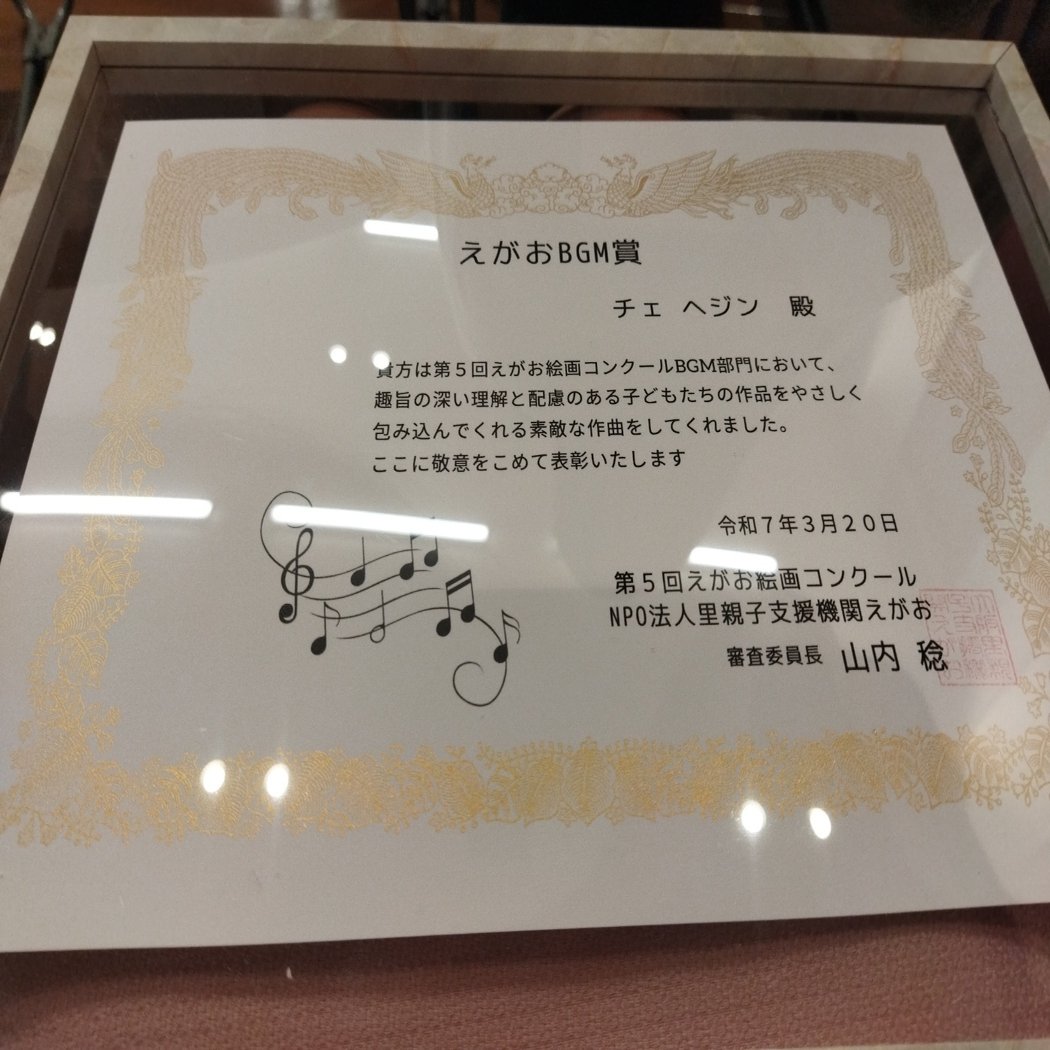 えがおBGM賞
チェ ヘジン 殿
貴方は第５回えがお絵画コンクールBGM部門において、
趣旨の深い理解と配慮のある子どもたちの作品をやさしく
包み込んでくれる素敵な作曲をしてくれました。
ここに敬意をこめて表彰いたします
令和７年３月２０日
第５回えがお絵画コンクール
NPO法人里親子支援機関えがお
審査委員長 山内 稔